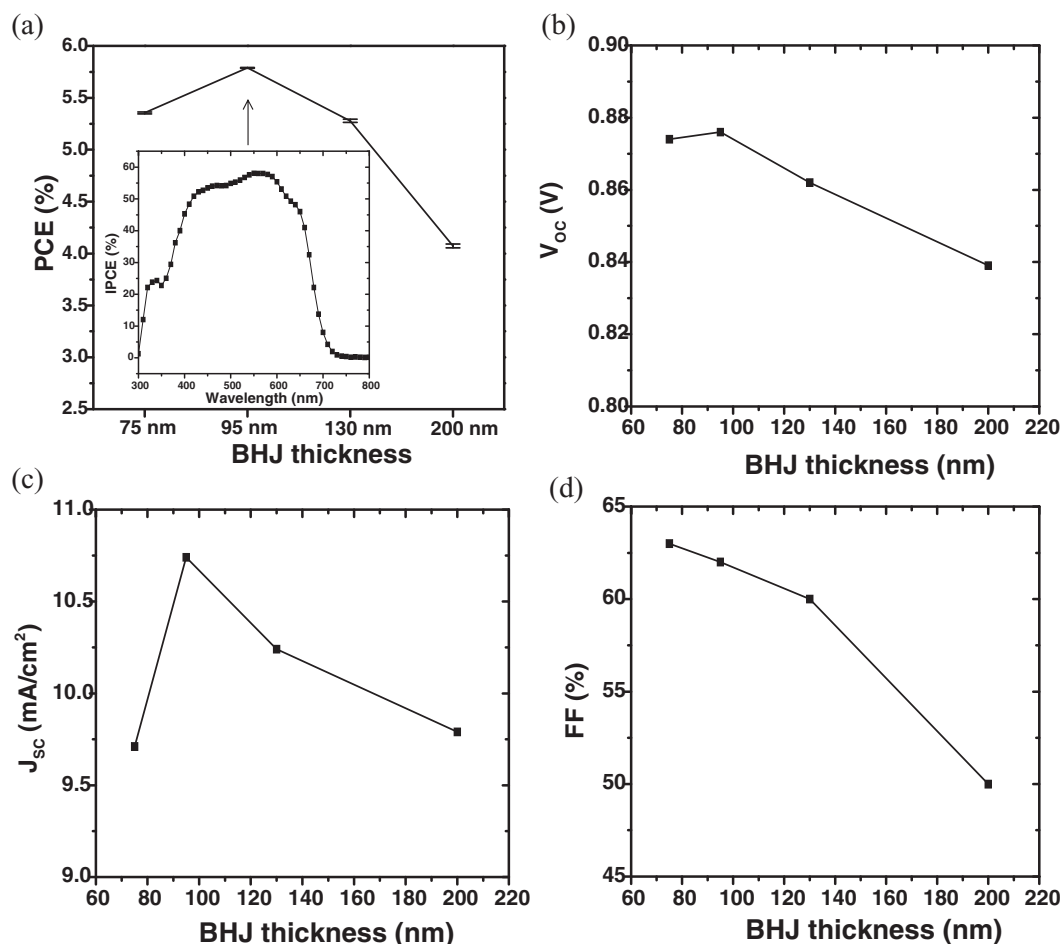 (a)
6.0
5.5
5.0
4.5
4.0
3.5
3.0
2.5
PCE (%)
60
50
40
30
20
10
0
IPCE (%)
300 400 500 600 700 800
Wavelength (nm)
75 nm 95 nm 130 nm 200 nm
BHJ thickness
(b)
0.90
0.88
0.86
0.84
0.82
0.80
VOC (V)
60 80 100 120 140 160 180 200 220
BHJ thickness (nm)
(c)
11.0
10.5
10.0
9.5
9.0
JSC (mA/cm²)
60 80 100 120 140 160 180 200 220
BHJ thickness (nm)
(d)
65
60
55
50
45
FF (%)
60 80 100 120 140 160 180 200 220
BHJ thickness (nm)